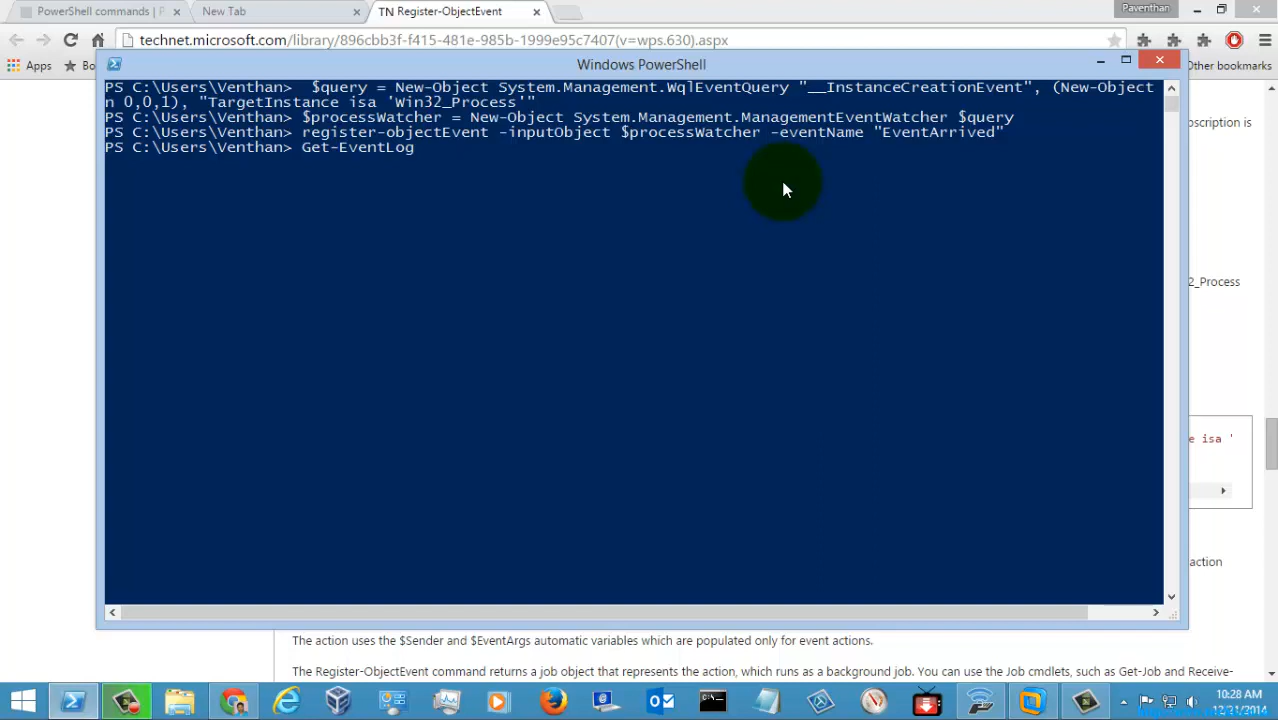 PowerShell commands | P
New Tab
TN Register-ObjectEvent
Paventhan
technet.microsoft.com/library/896cbb3f-f415-481e-985b-1999e95c7407(v=wps.630).aspx
Apps
Bo
Other bookmarks
Windows PowerShell
PS C:\Users\Venthan>  $query = New-Object System.Management.WqlEventQuery "__InstanceCreationEvent", (New-Object
n 0,0,1), "TargetInstance isa 'Win32_Process'"
PS C:\Users\Venthan> $processWatcher = New-Object System.Management.ManagementEventWatcher $query
PS C:\Users\Venthan> register-objectEvent -inputObject $processWatcher -eventName "EventArrived"
PS C:\Users\Venthan> Get-EventLog
bscription is
2_Process
e isa '
action
The action uses the $Sender and $EventArgs automatic variables which are populated only for event actions.
The Register-ObjectEvent command returns a job object that represents the action, which runs as a background job. You can use the Job cmdlets, such as Get-Job and Receive-
10:28 AM
12/31/2014